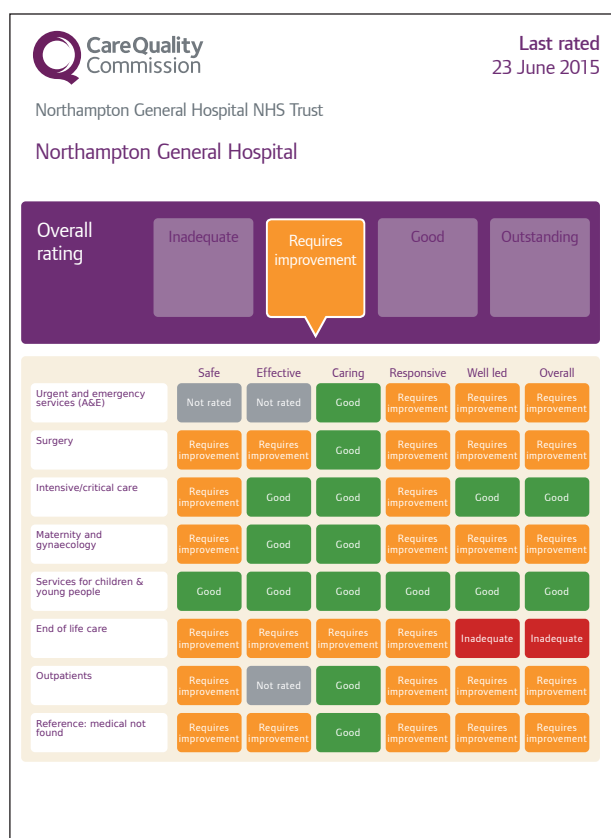 CareQuality
Commission
Last rated
23 June 2015
Northampton General Hospital NHS Trust
Northampton General Hospital
Overall
rating
Inadequate
Requires
improvement
Good
Outstanding
Safe Effective Caring Responsive Well led Overall
Urgent and emergency
services (A&E)
Not rated
Not rated
Good
Requires
improvement
Requires
improvement
Requires
improvement
Surgery
Requires
improvement
Requires
improvement
Good
Requires
improvement
Requires
improvement
Requires
improvement
Intensive/critical care
Requires
improvement
Good
Good
Requires
improvement
Good
Good
Maternity and
gynaecology
Requires
improvement
Good
Good
Requires
improvement
Requires
improvement
Requires
improvement
Services for children &
young people
Good
Good
Good
Good
Good
Good
End of life care
Requires
improvement
Requires
improvement
Requires
improvement
Requires
improvement
Inadequate
Inadequate
Outpatients
Requires
improvement
Not rated
Good
Requires
improvement
Requires
improvement
Requires
improvement
Reference: medical not
found
Requires
improvement
Requires
improvement
Good
Requires
improvement
Requires
improvement
Requires
improvement